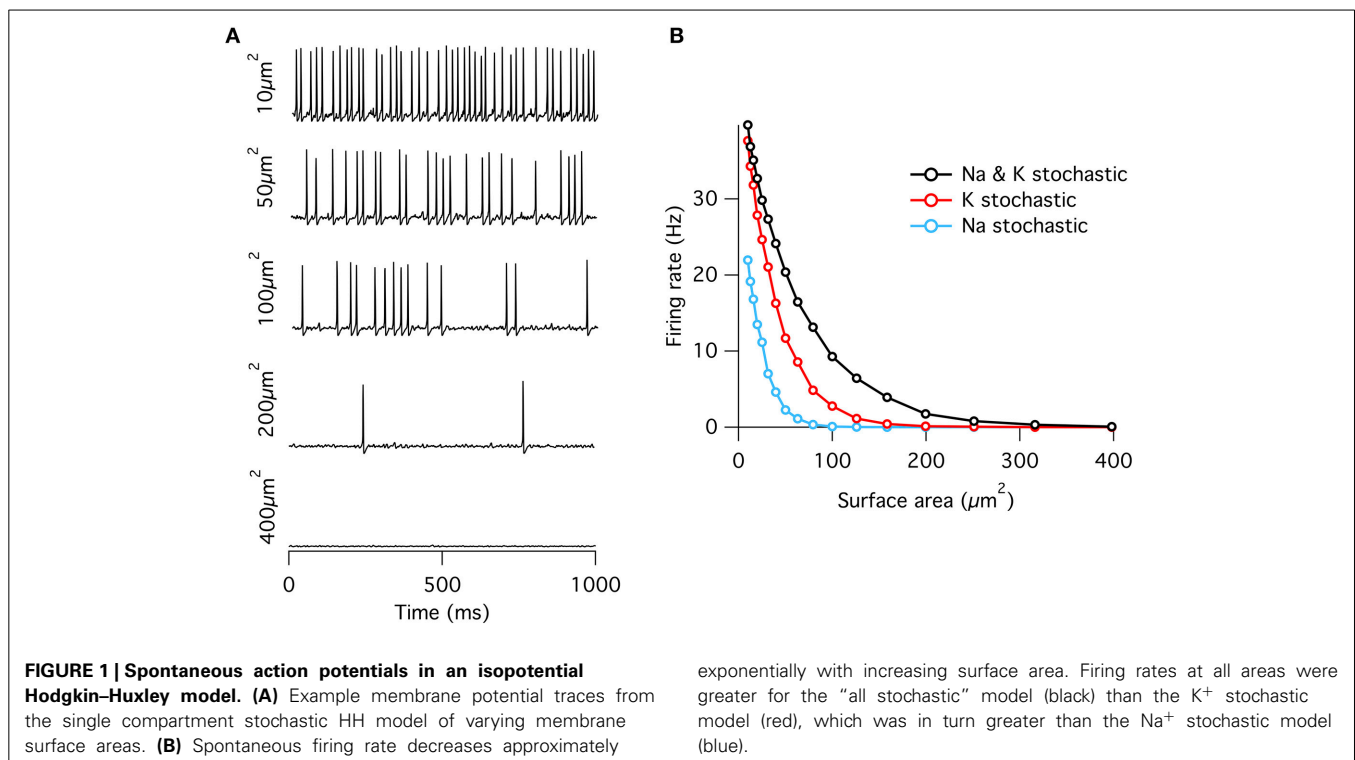 A
10µm²
50µm²
100µm²
200µm²
400µm²
0 500 1000
Time (ms)
B
Firing rate (Hz)
30
20
10
0
0 100 200 300 400
Surface area (µm²)
Na & K stochastic
K stochastic
Na stochastic
FIGURE 1 | Spontaneous action potentials in an isopotential
Hodgkin–Huxley model. (A) Example membrane potential traces from
the single compartment stochastic HH model of varying membrane
surface areas. (B) Spontaneous firing rate decreases approximately
exponentially with increasing surface area. Firing rates at all areas were
greater for the “all stochastic” model (black) than the K⁺ stochastic
model (red), which was in turn greater than the Na⁺ stochastic model
(blue).